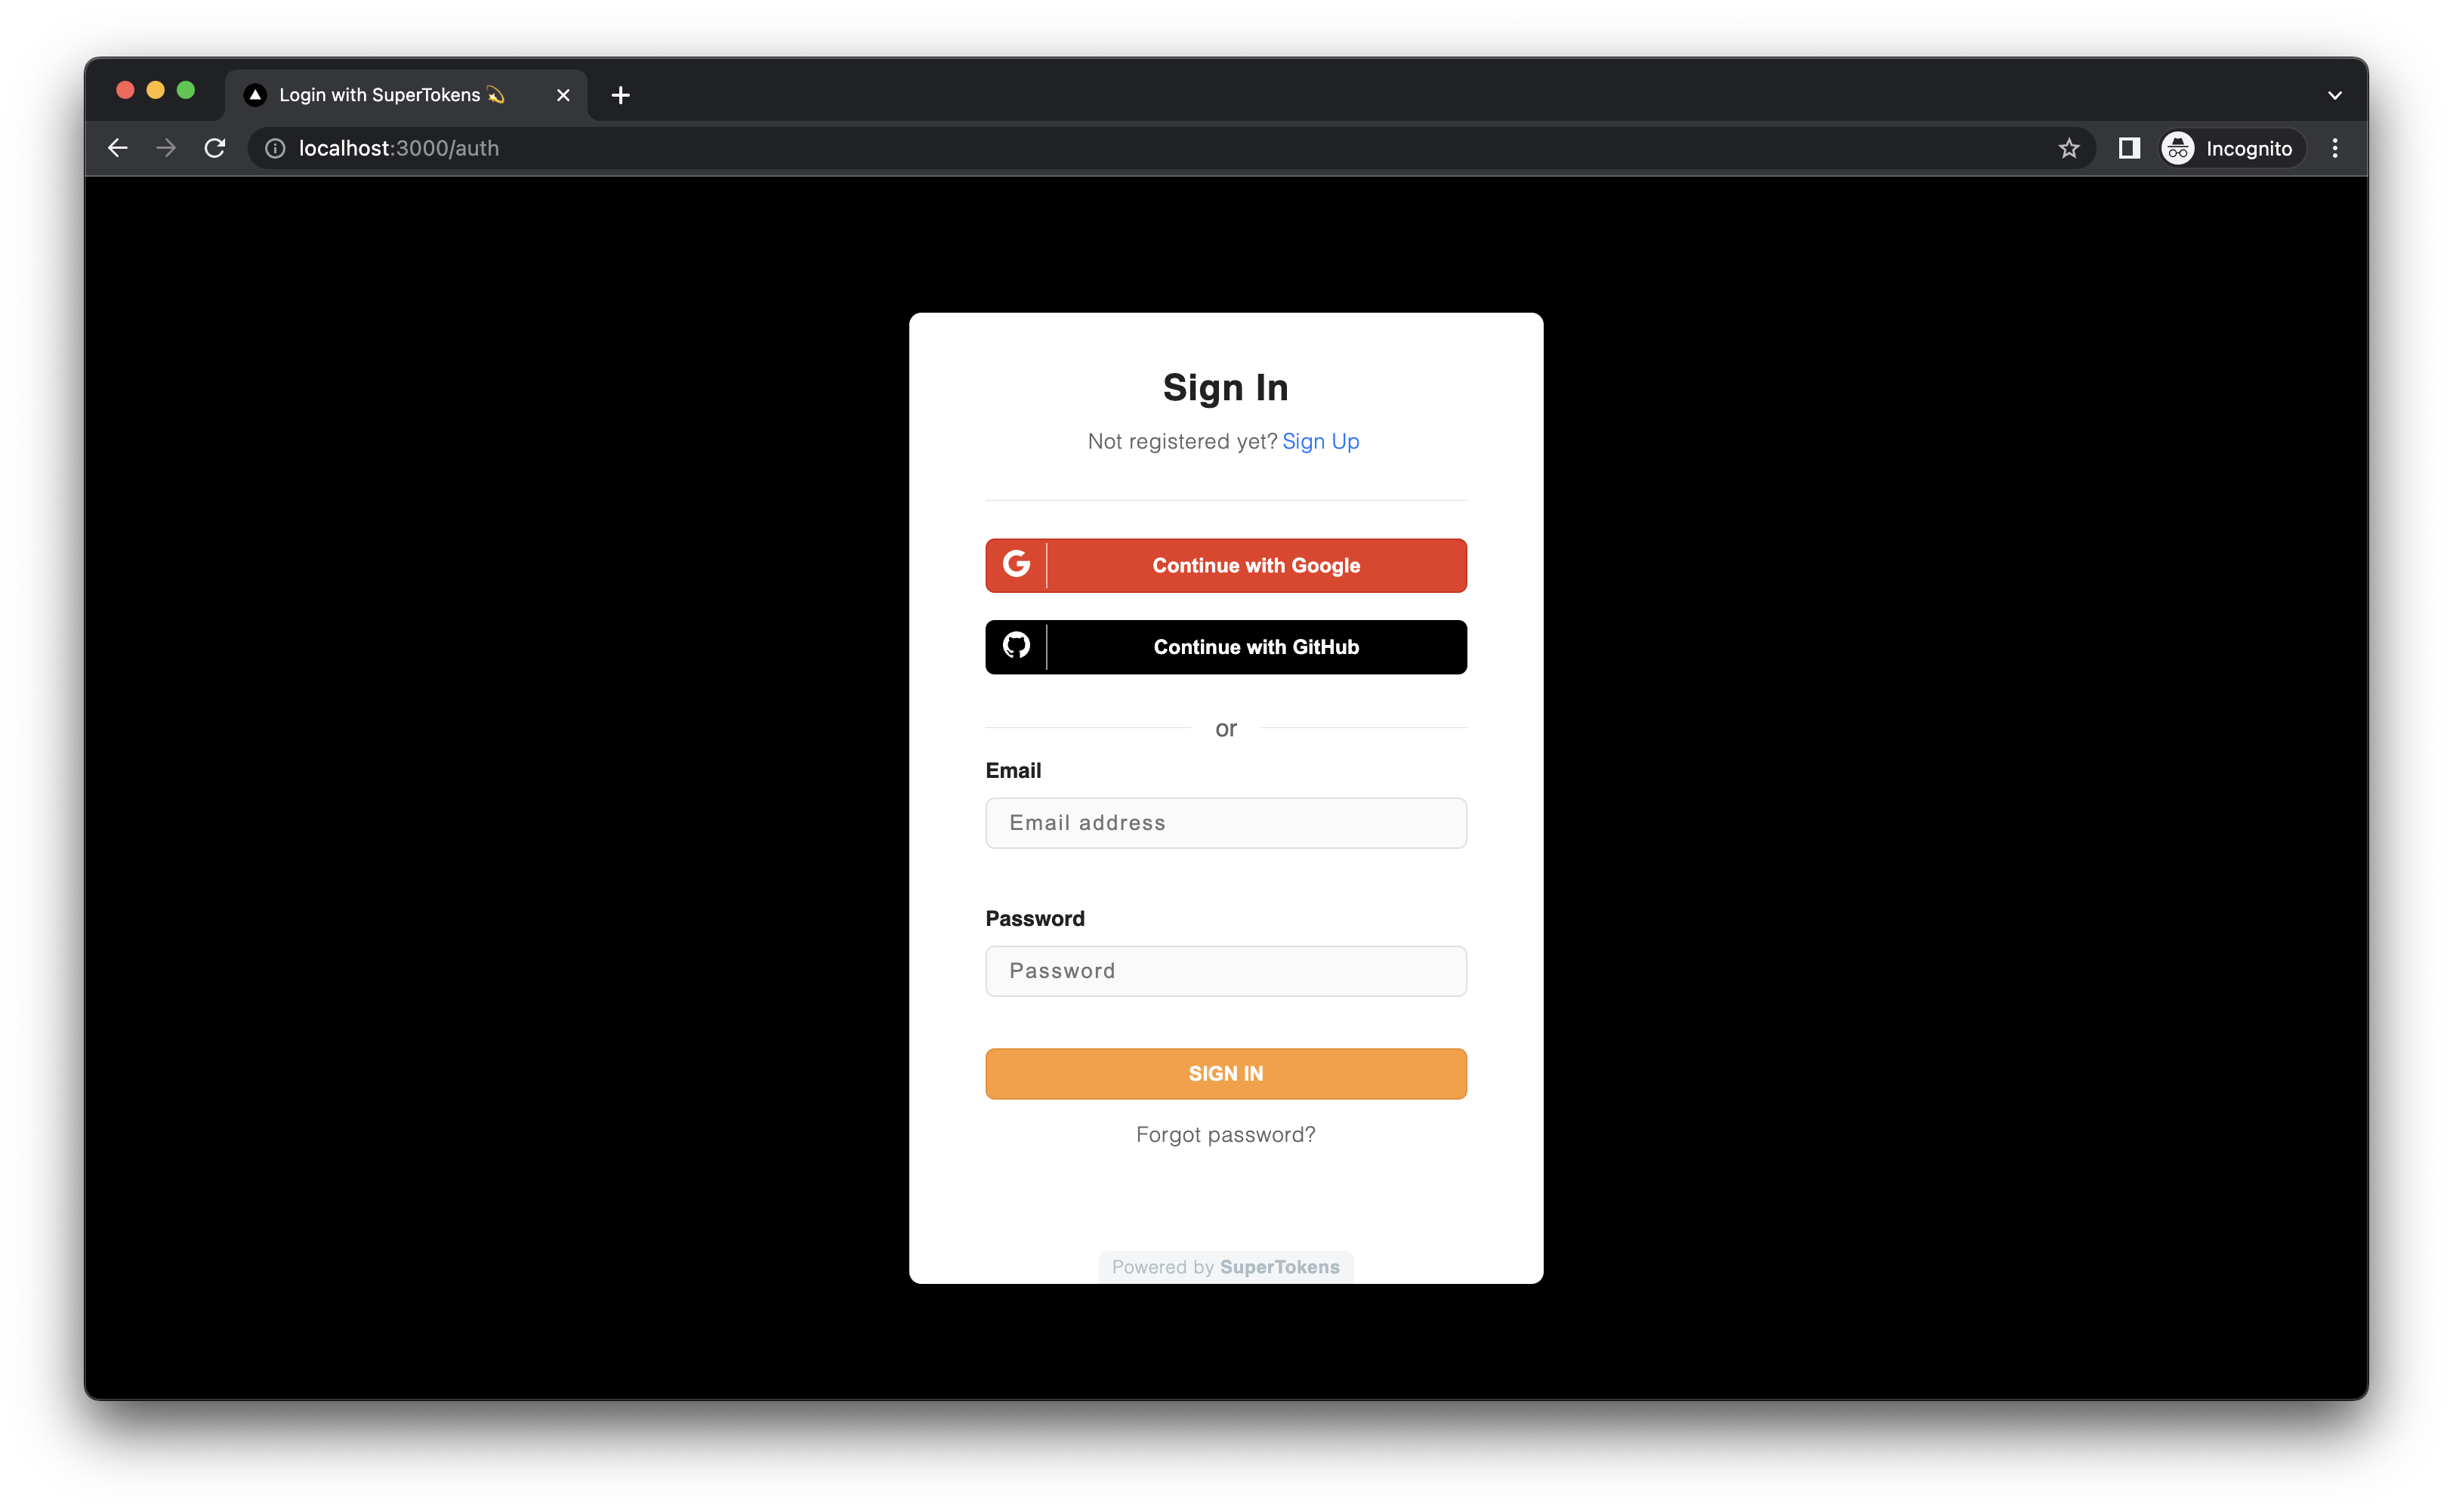 Login with SuperTokens 💫
localhost:3000/auth
Incognito
Sign In
Not registered yet? Sign Up
Continue with Google
Continue with GitHub
or
Email
Email address
Password
Password
SIGN IN
Forgot password?
Powered by SuperTokens